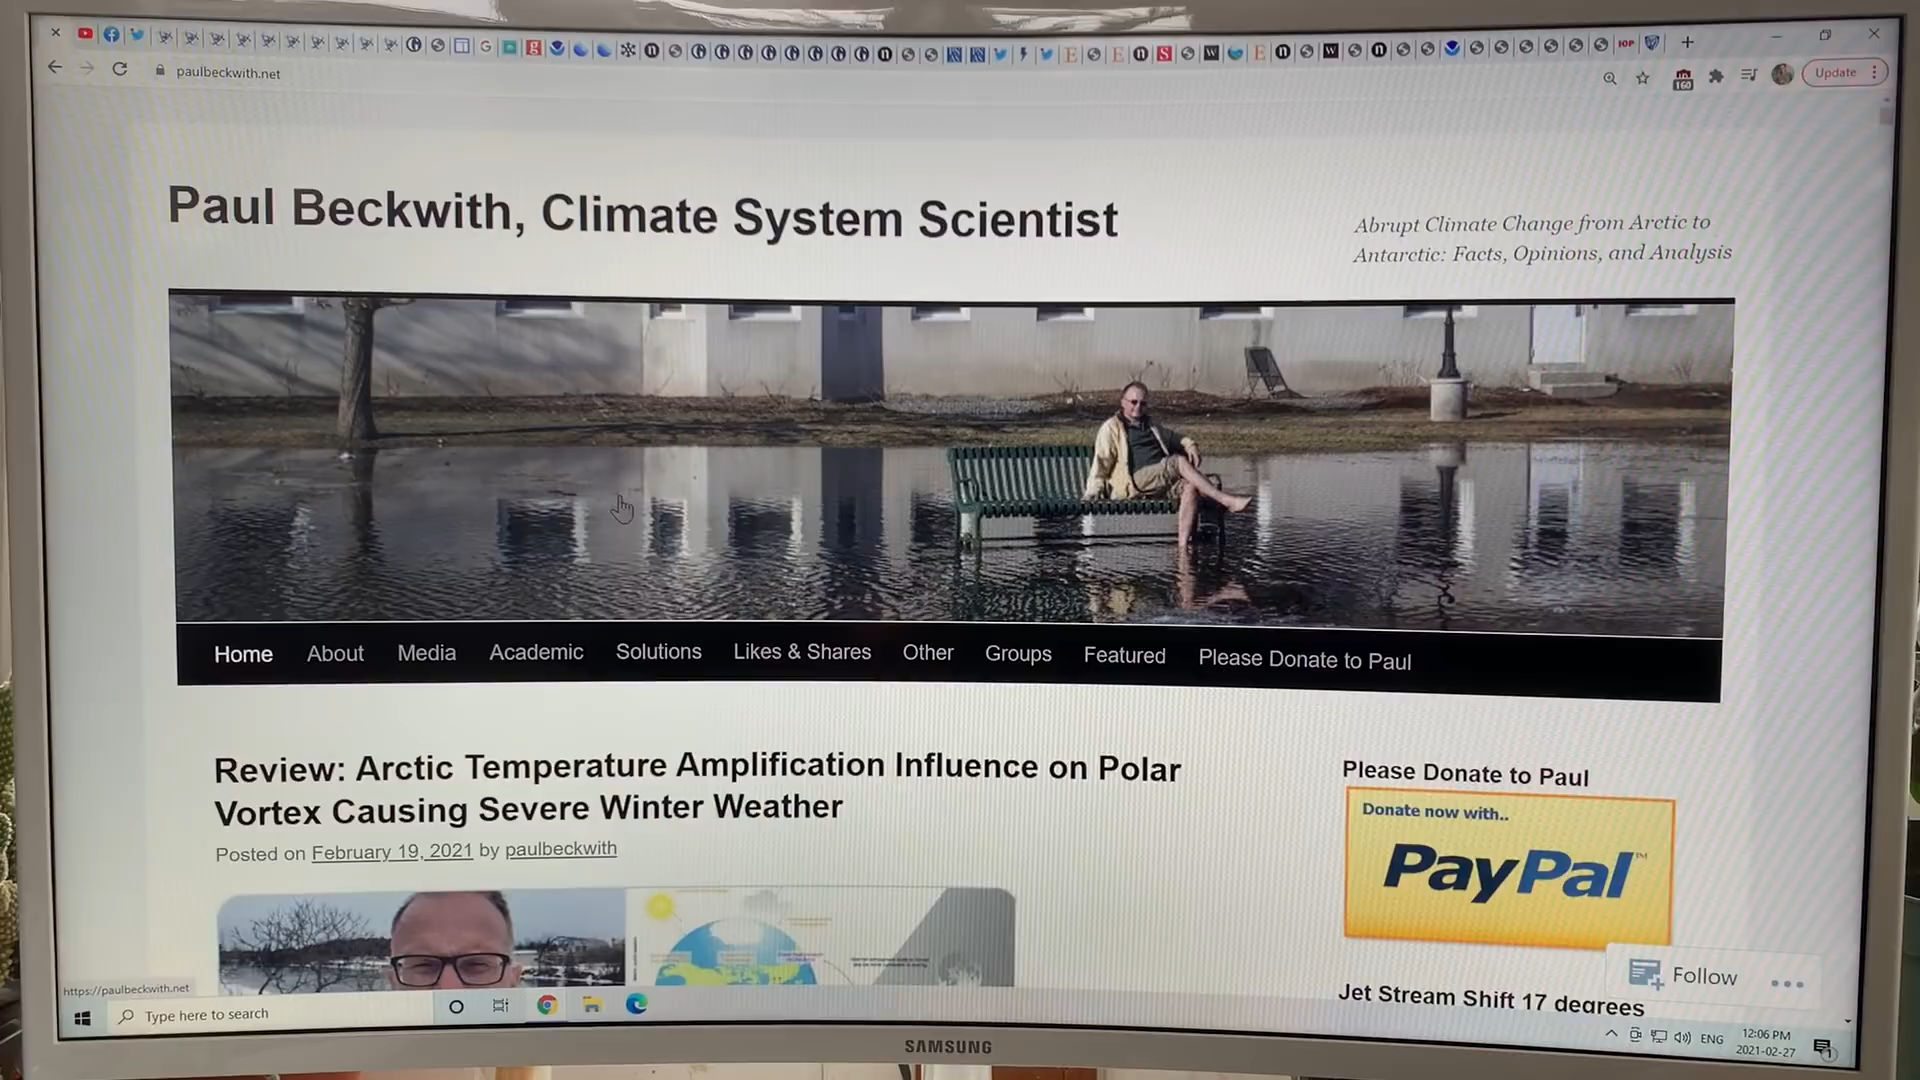 paulbeckwith.net
160
Update
Paul Beckwith, Climate System Scientist
Abrupt Climate Change from Arctic to
Antarctic: Facts, Opinions, and Analysis
Home About Media Academic Solutions Likes & Shares Other Groups Featured Please Donate to Paul
Review: Arctic Temperature Amplification Influence on Polar
Vortex Causing Severe Winter Weather
Posted on February 19, 2021 by paulbeckwith
Please Donate to Paul
Donate now with..
PayPal™
Follow
Jet Stream Shift 17 degrees
https://paulbeckwith.net
Type here to search
ENG
12:06 PM
2021-02-27
SAMSUNG